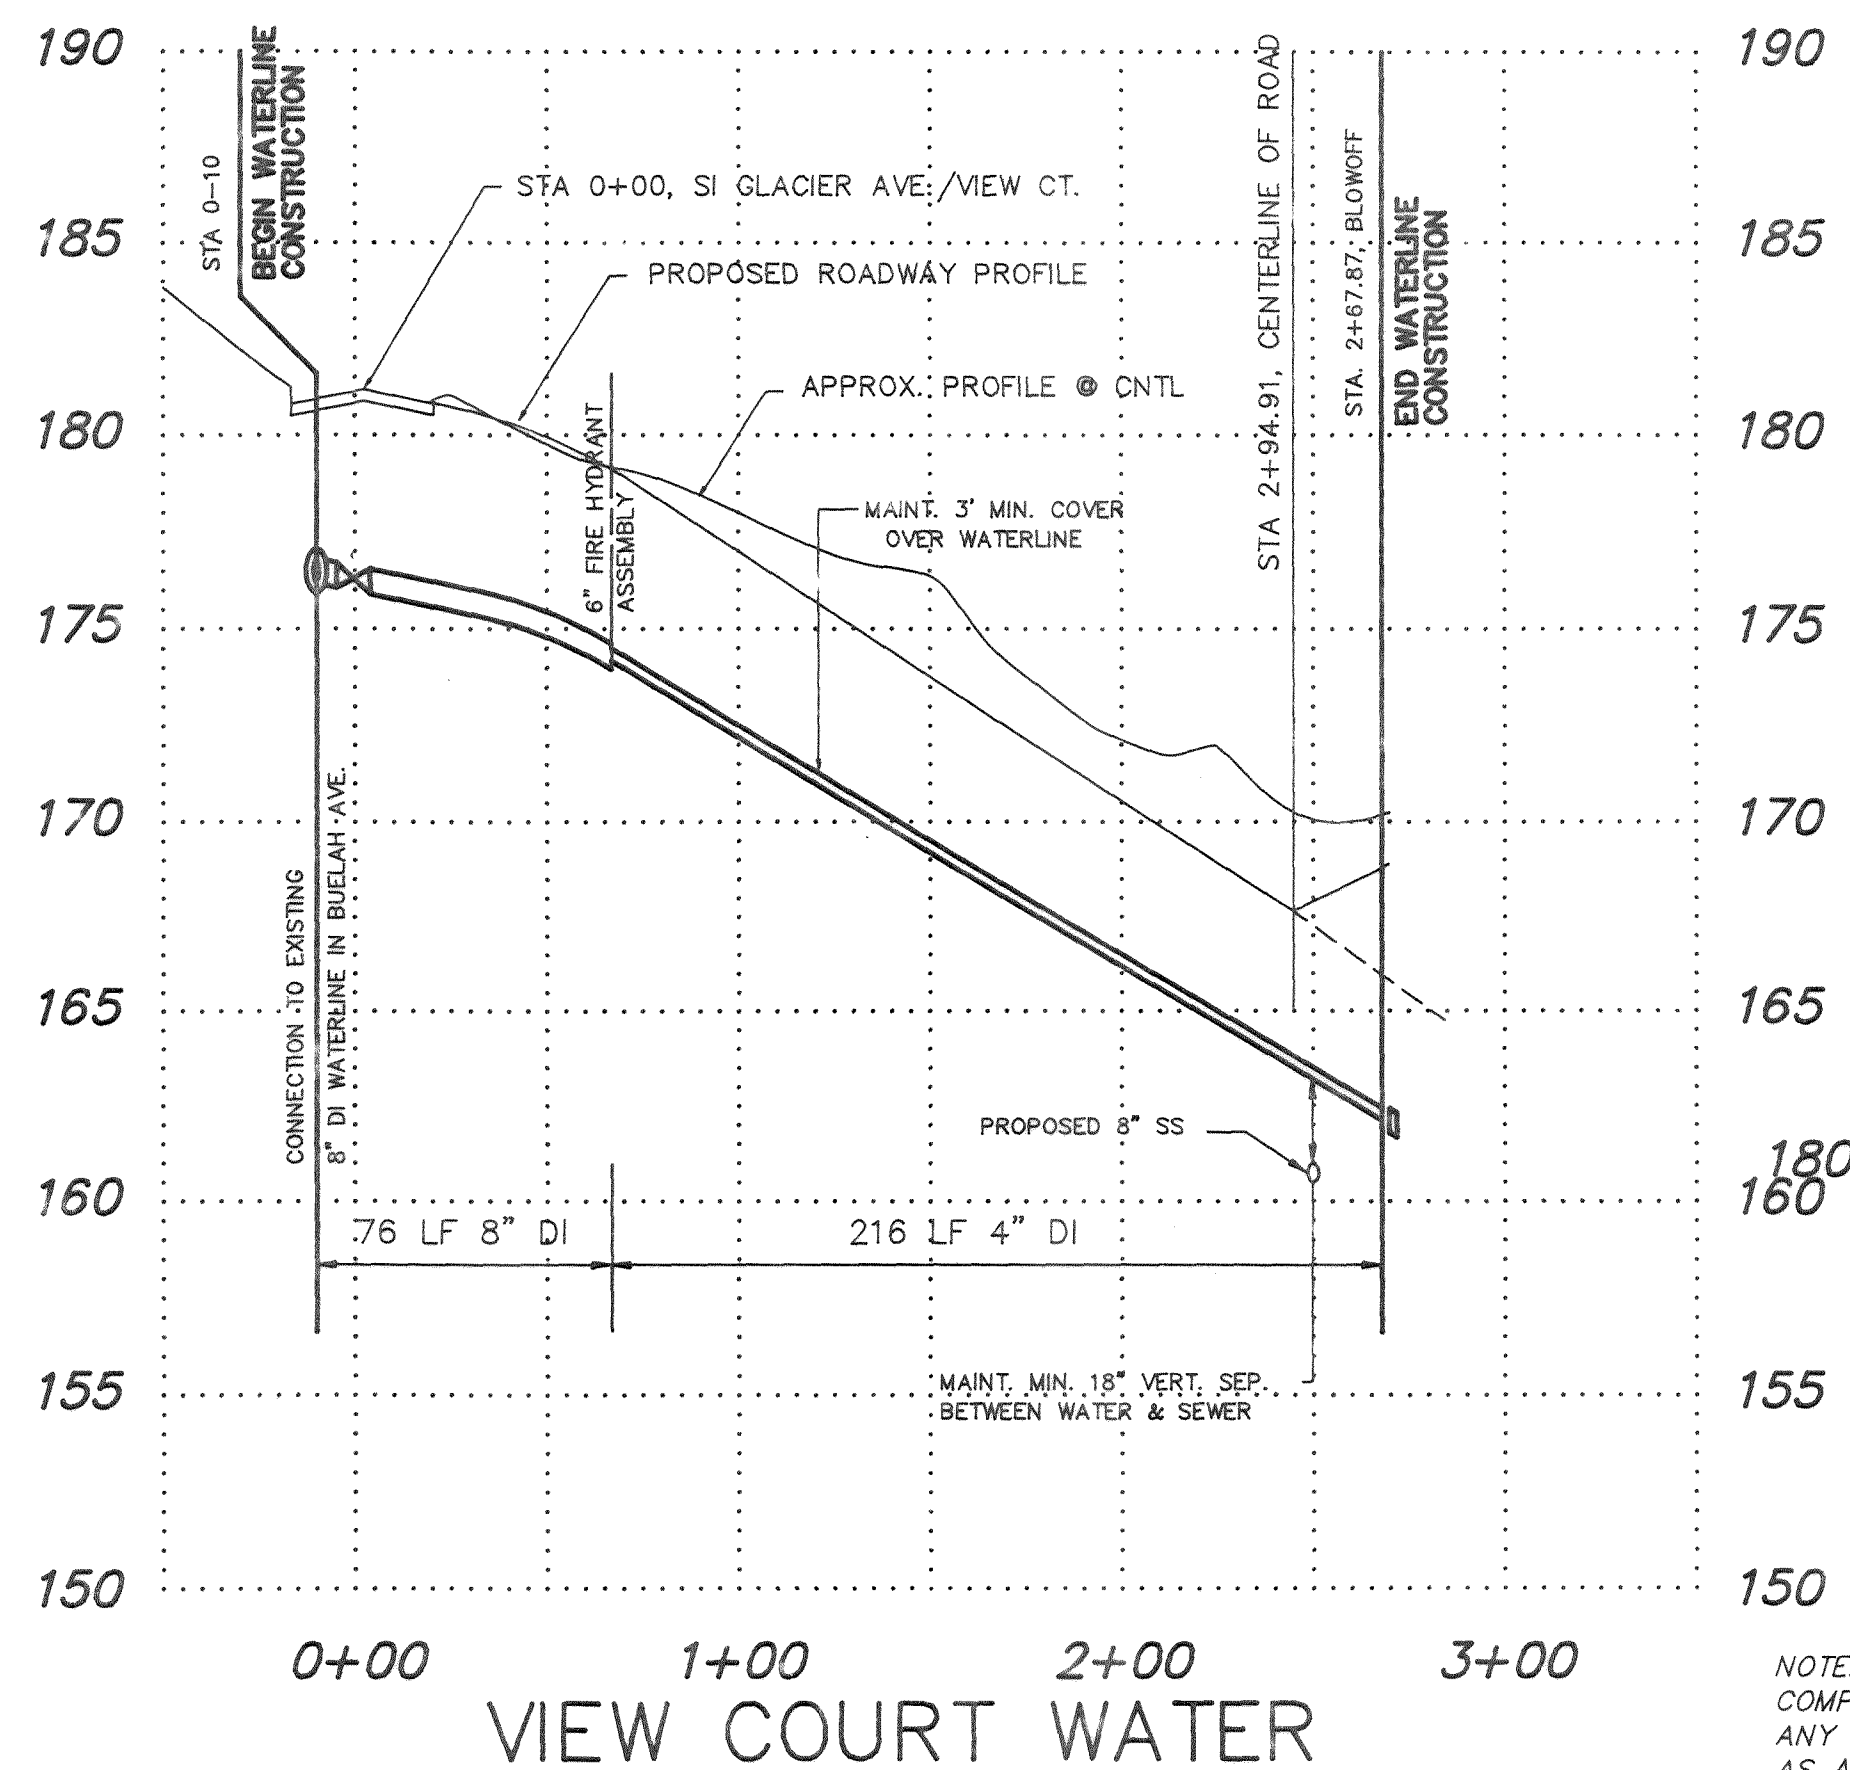 190
190
STA 0-10
BEGIN WATERLINE
CONSTRUCTION
STA 0+00, SI GLACIER AVE./VIEW CT.
PROPOSED ROADWAY PROFILE
APPROX. PROFILE @ CNTL
STA 2+94.91, CENTERLINE OF ROAD
STA. 2+67.87, BLOWOFF
END WATERLINE
CONSTRUCTION
185
185
180
180
6" FIRE HYDRANT
ASSEMBLY
MAINT. 3' MIN. COVER
OVER WATERLINE
175
175
170
170
CONNECTION TO EXISTING
8" DI WATERLINE IN BUELAH AVE.
165
165
PROPOSED 8" SS
180
160
160
76 LF 8" DI
216 LF 4" DI
155
155
MAINT. MIN. 18" VERT. SEP.
BETWEEN WATER & SEWER
150
150
0+00
1+00
2+00
3+00
VIEW COURT WATER
NOTE
COMP
ANY
AS A